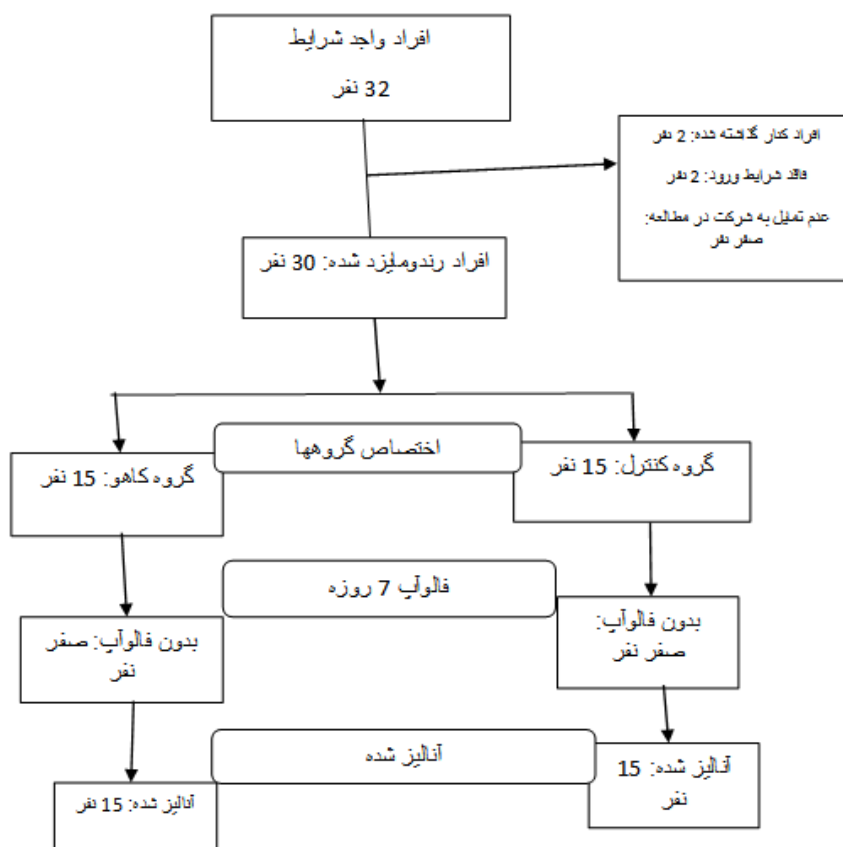 افراد واجد شرایط
32 نفر
افراد کنار گذاشته شده: 2 نفر
فاقد شرایط ورود: 2 نفر
عدم تمایل به شرکت در مطالعه:
صفر نفر
افراد رندومایزد شده: 30 نفر
اختصاص گروهها
گروه کنترل: 15 نفر
گروه کاهو: 15 نفر
فالوآپ 7 روزه
بدون فالوآپ:
صفر نفر
بدون فالوآپ: صفر
نفر
آنالیز شده
آنالیز شده: 15
نفر
آنالیز شده: 15 نفر